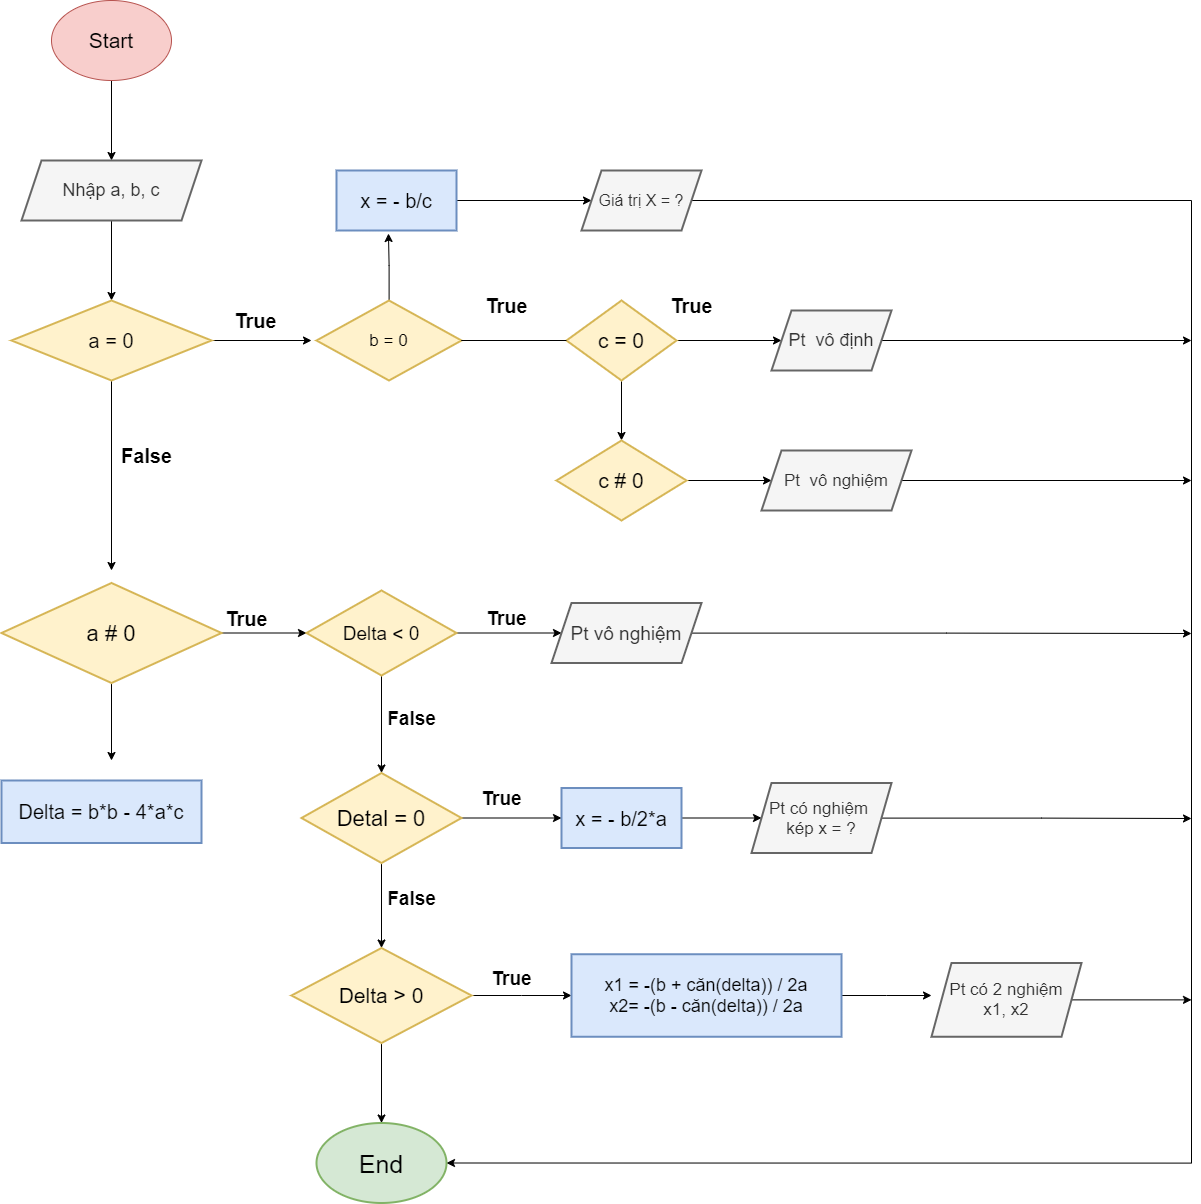 Start
Nhập a, b, c
x = - b/c
Giá trị X = ?
a = 0
True
b = 0
True
c = 0
True
Pt  vô định
False
c # 0
Pt  vô nghiệm
a # 0
True
Delta < 0
True
Pt vô nghiệm
False
Delta = b*b - 4*a*c
Detal = 0
True
x = - b/2*a
Pt có nghiệm
kép x = ?
False
Delta > 0
True
x1 = -(b + căn(delta)) / 2a
x2= -(b - căn(delta)) / 2a
Pt có 2 nghiệm
x1, x2
End